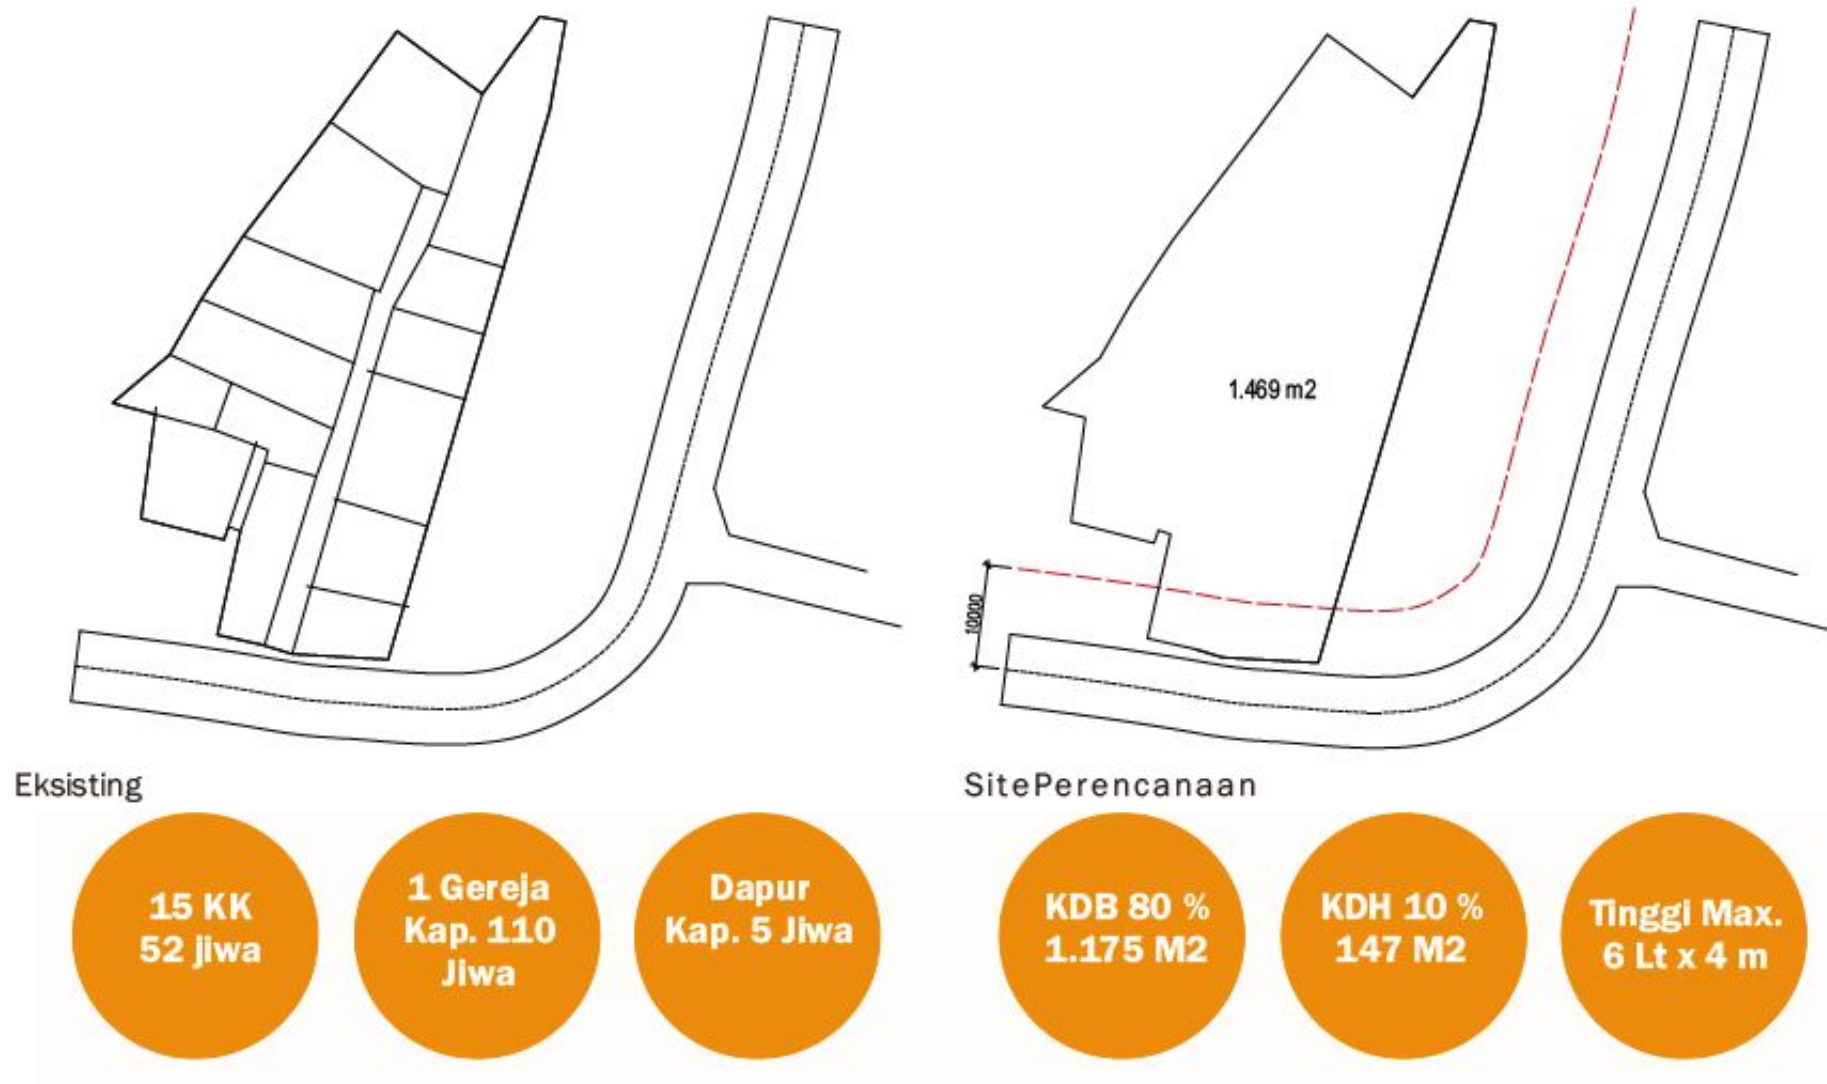 1.469 m2
10000
Eksisting
SitePerencanaan
15 KK
52 jiwa
1 Gereja
Kap. 110
Jiwa
Dapur
Kap. 5 Jiwa
KDB 80 %
1.175 M2
KDH 10 %
147 M2
Tinggi Max.
6 Lt x 4 m